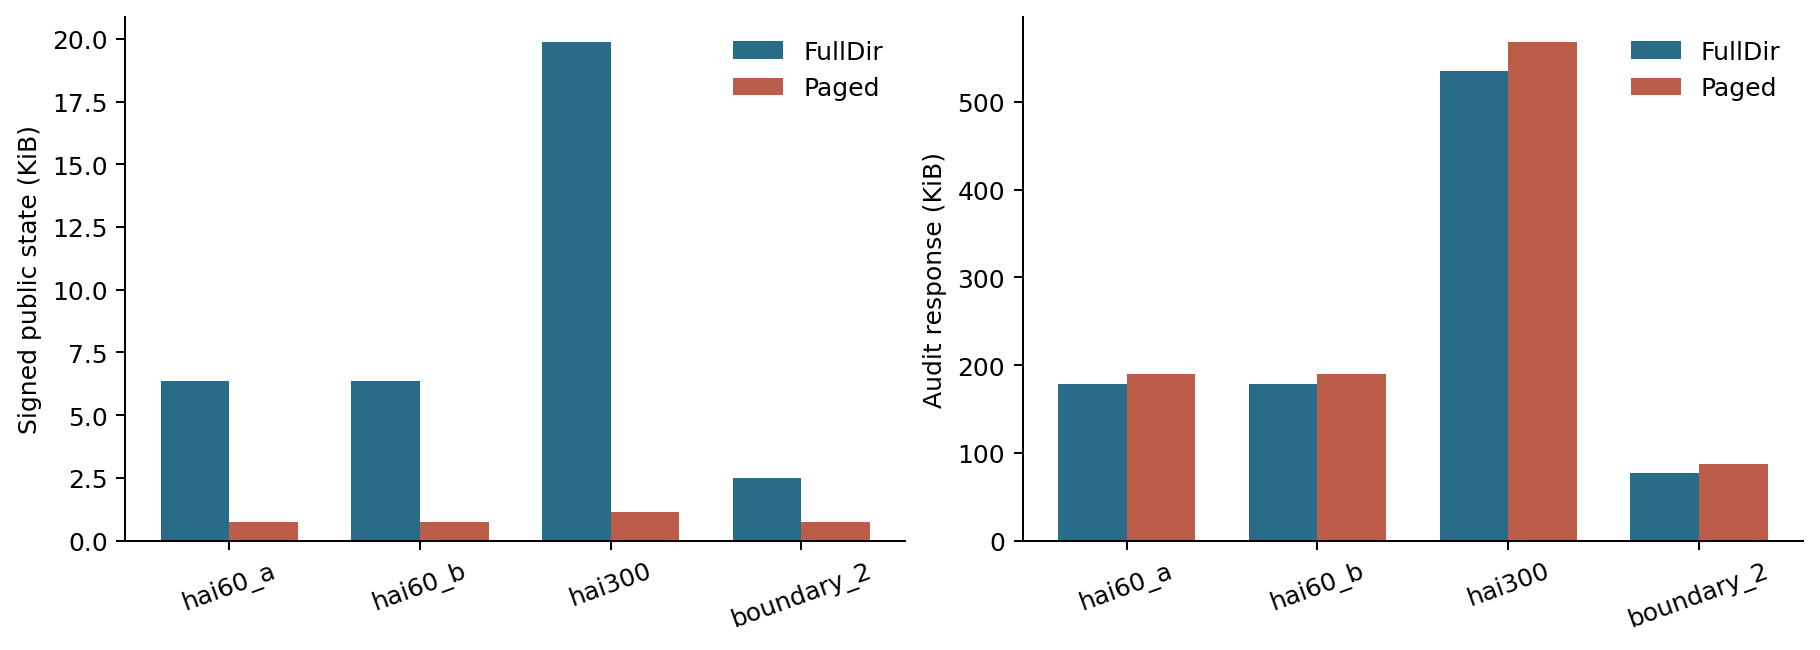 Signed public state (KiB)
20.0
17.5
15.0
12.5
10.0
7.5
5.0
2.5
0.0
FullDir
Paged
hai60_a
hai60_b
hai300
boundary_2
Audit response (KiB)
500
400
300
200
100
0
FullDir
Paged
hai60_a
hai60_b
hai300
boundary_2